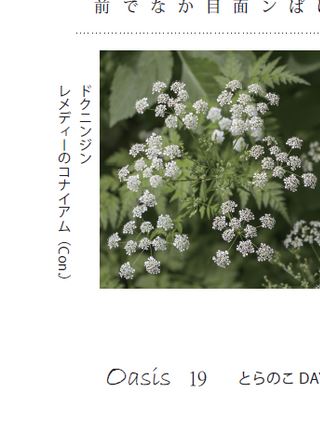 前でなか目面ンば
ドクニンジン
レメディーのコナイアム（Con.）
Oasis 19 とらのこ DA